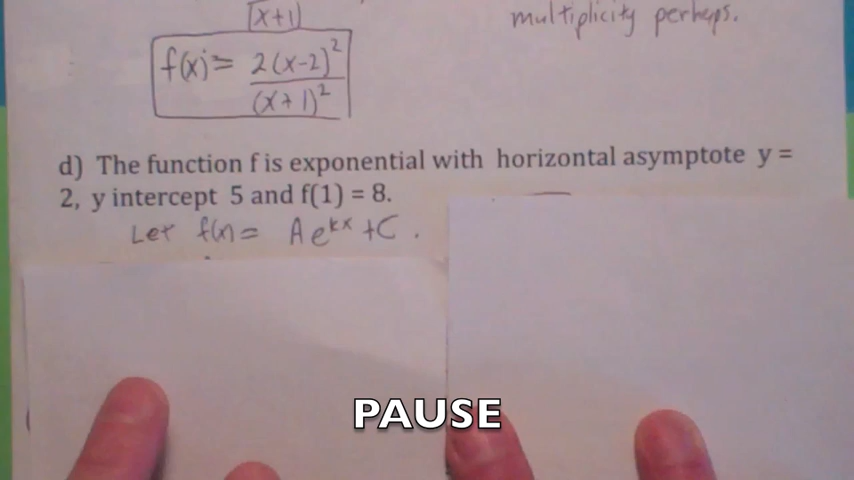 (x+1)
multiplicity perhaps.
f(x) = 2(x-2)²
(x+1)²
d) The function f is exponential with horizontal asymptote y =
2, y intercept 5 and f(1) = 8.
Let f(x) = Ae^kx + C.
PAUSE